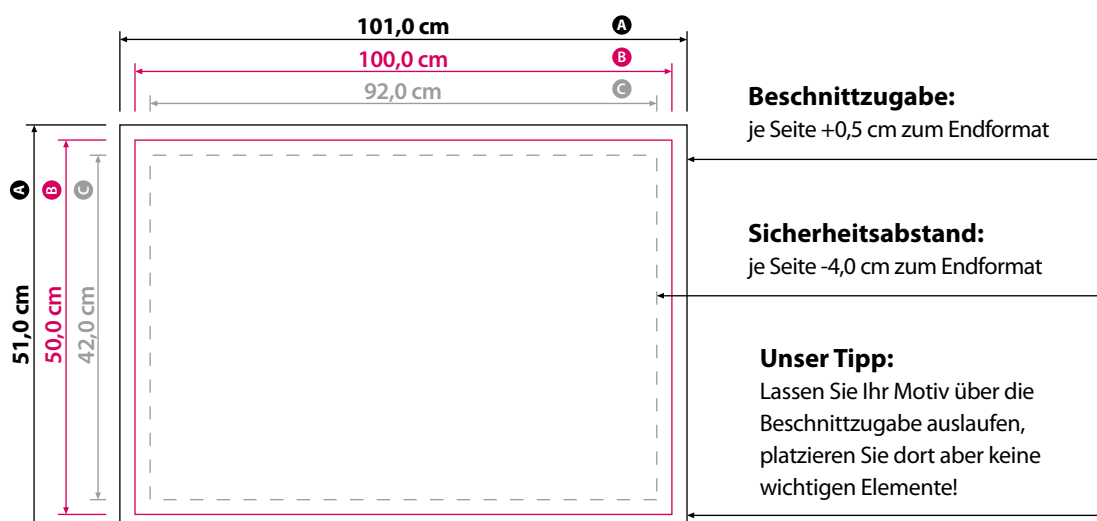 101,0 cm A
100,0 cm B
92,0 cm C
A
B
C
51,0 cm
50,0 cm
42,0 cm
Beschnittzugabe:
je Seite +0,5 cm zum Endformat
Sicherheitsabstand:
je Seite -4,0 cm zum Endformat
Unser Tipp:
Lassen Sie Ihr Motiv über die
Beschnittzugabe auslaufen,
platzieren Sie dort aber keine
wichtigen Elemente!